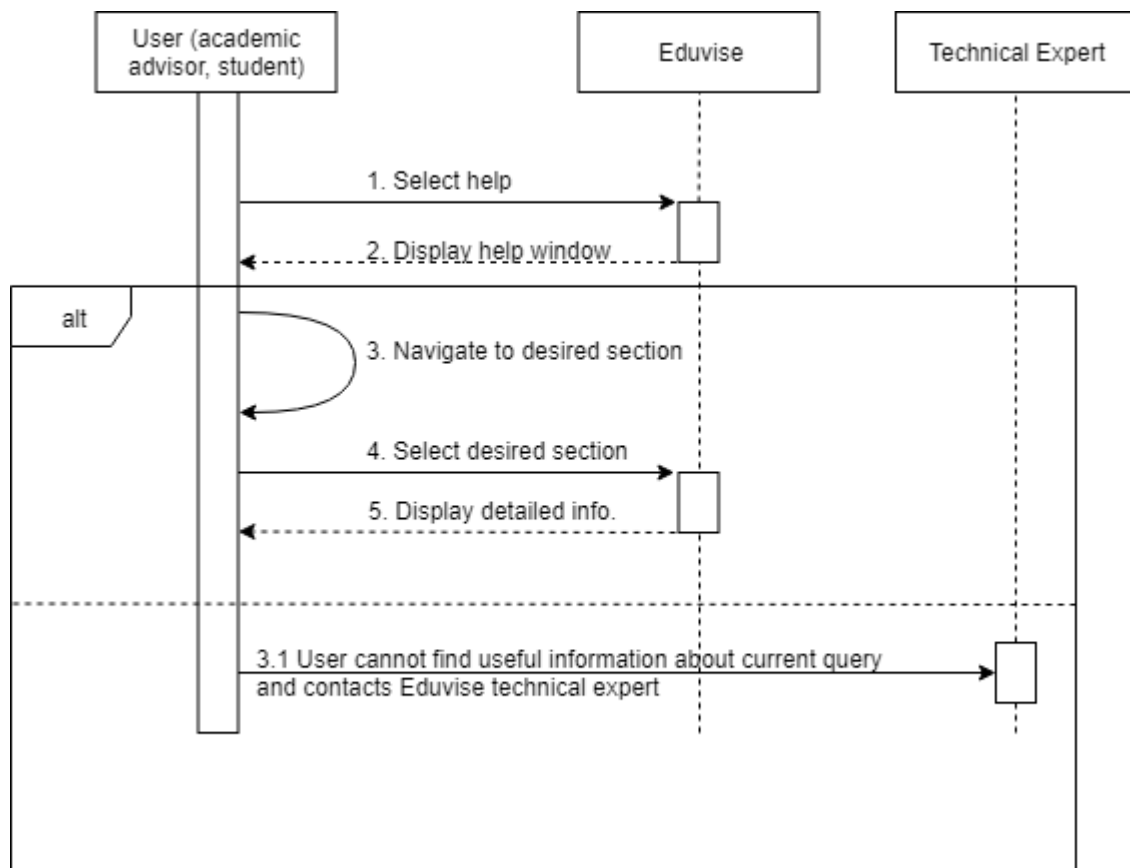 User (academic
advisor, student)
Eduvise
Technical Expert
1. Select help
2. Display help window
alt
3. Navigate to desired section
4. Select desired section
5. Display detailed info.
3.1 User cannot find useful information about current query
and contacts Eduvise technical expert